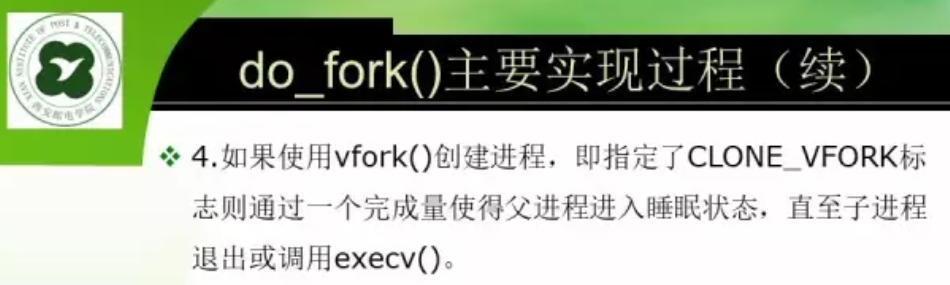 XIAN INSTITUTE OF POST & TELECOMMUNICATIONS
西安邮电学院
do_fork()主要实现过程（续）
4.如果使用vfork()创建进程，即指定了CLONE_VFORK标
志则通过一个完成量使得父进程进入睡眠状态，直至子进程
退出或调用execv()。